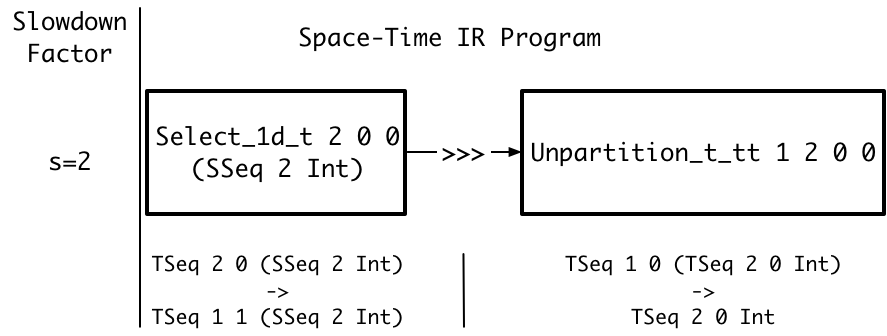 Slowdown
Factor
Space-Time IR Program
s=2
Select_1d_t 2 0 0
(SSeq 2 Int)
>>>
Unpartition_t_tt 1 2 0 0
TSeq 2 0 (SSeq 2 Int)
->
TSeq 1 1 (SSeq 2 Int)
TSeq 1 0 (TSeq 2 0 Int)
->
TSeq 2 0 Int